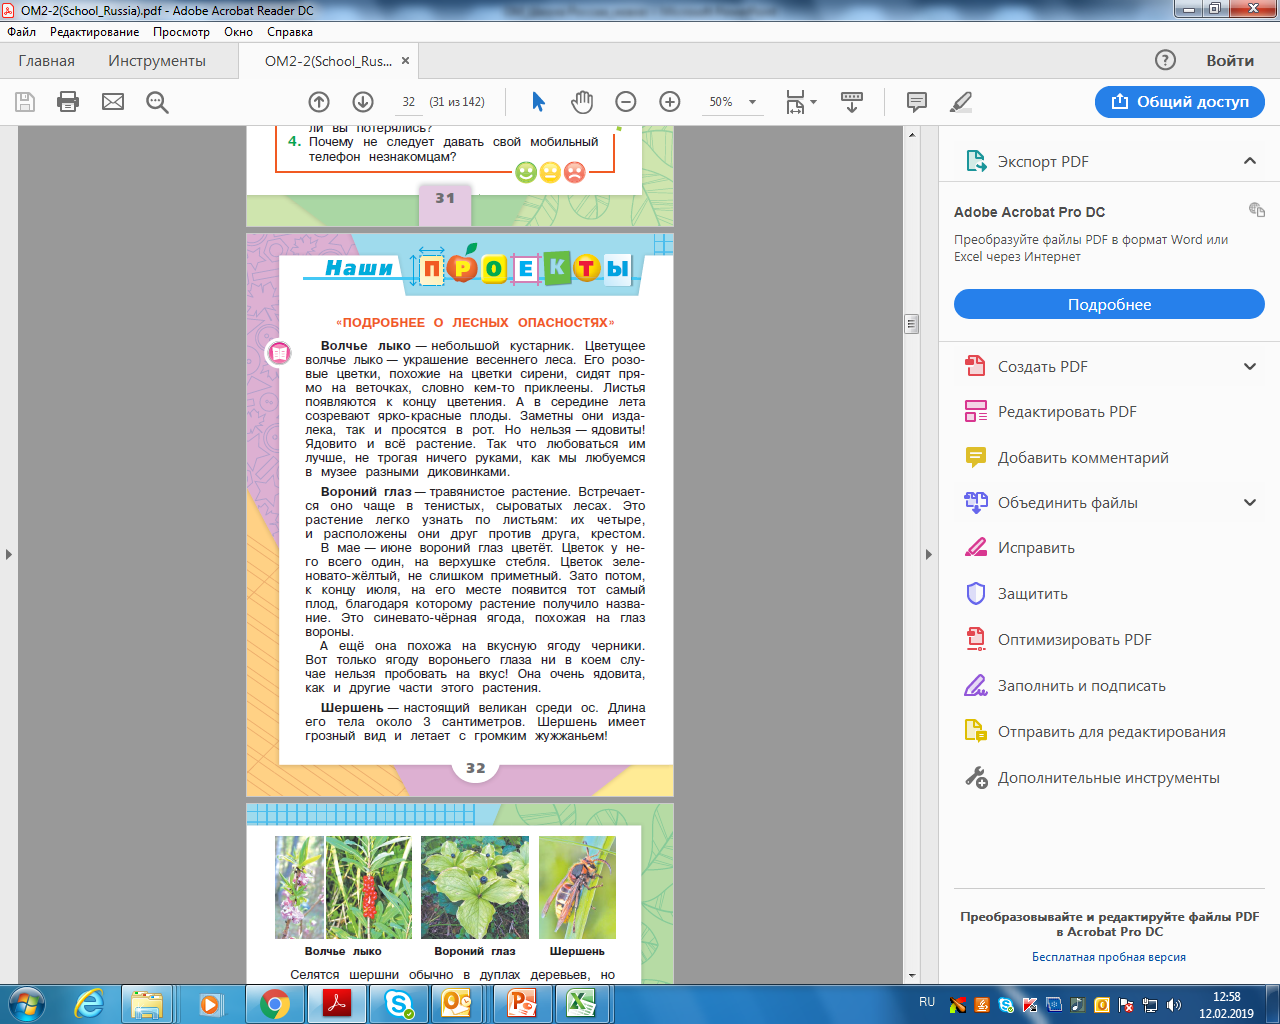 OM2-2(School_Russia).pdf - Adobe Acrobat Reader DC
Файл Редактирование Просмотр Окно Справка
Главная Инструменты OM2-2(School_Rus... × Войти
32 (31 из 142) 50% Общий доступ
ли вы потерялись?
4. Почему не следует давать свой мобильный
телефон незнакомцам?
31
Наши ПРОЕКТЫ
«ПОДРОБНЕЕ О ЛЕСНЫХ ОПАСНОСТЯХ»
Волчье лыко — небольшой кустарник. Цветущее
волчье лыко — украшение весеннего леса. Его розо-
вые цветки, похожие на цветки сирени, сидят пря-
мо на веточках, словно кем-то приклеены. Листья
появляются к концу цветения. А в середине лета
созревают ярко-красные плоды. Заметны они изда-
лека, так и просятся в рот. Но нельзя — ядовиты!
Ядовито и всё растение. Так что любоваться им
лучше, не трогая ничего руками, как мы любуемся
в музее разными диковинками.
Вороний глаз — травянистое растение. Встречает-
ся оно чаще в тенистых, сыроватых лесах. Это
растение легко узнать по листьям: их четыре,
и расположены они друг против друга, крестом.
В мае — июне вороний глаз цветёт. Цветок у не-
го всего один, на верхушке стебля. Цветок зеле-
новато-жёлтый, не слишком приметный. Зато потом,
к концу июля, на его месте появится тот самый
плод, благодаря которому растение получило назва-
ние. Это синевато-чёрная ягода, похожая на глаз
вороны.
А ещё она похожа на вкусную ягоду черники.
Вот только ягоду вороньего глаза ни в коем слу-
чае нельзя пробовать на вкус! Она очень ядовита,
как и другие части этого растения.
Шершень — настоящий великан среди ос. Длина
его тела около 3 сантиметров. Шершень имеет
грозный вид и летает с громким жужжаньем!
32
Волчье лыко Вороний глаз Шершень
Селятся шершни обычно в дуплах деревьев, но
Экспорт PDF
Adobe Acrobat Pro DC
Преобразуйте файлы PDF в формат Word или
Excel через Интернет
Подробнее
Создать PDF
Редактировать PDF
Добавить комментарий
Объединить файлы
Исправить
Защитить
Оптимизировать PDF
Заполнить и подписать
Отправить для редактирования
Дополнительные инструменты
Преобразовывайте и редактируйте файлы PDF
в Acrobat Pro DC
Бесплатная пробная версия
RU
12:58
12.02.2019